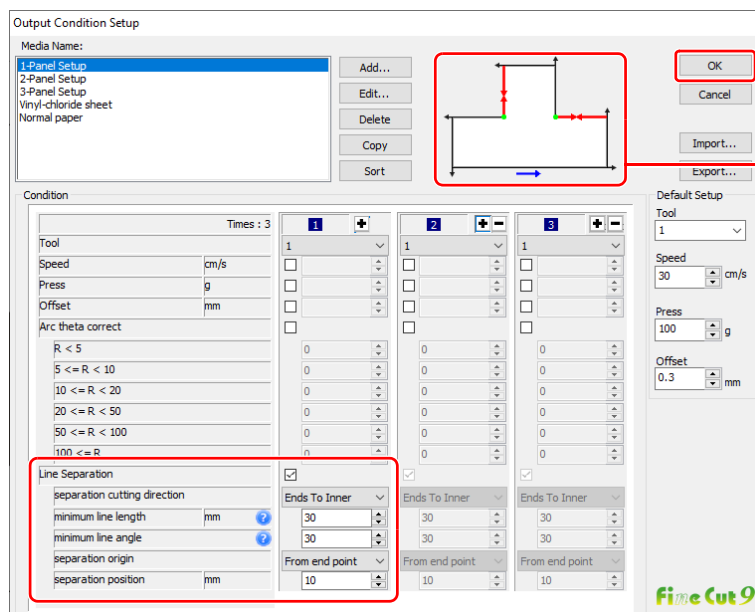 Output Condition Setup
Media Name:
1-Panel Setup
2-Panel Setup
3-Panel Setup
Vinyl-chloride sheet
Normal paper
Add...
Edit...
Delete
Copy
Sort
OK
Cancel
Import...
Export...
Condition
Times : 3 1 2 3
Tool 1 1 1
Speed cm/s
Press g
Offset mm
Arc theta correct
R < 5 0 0 0
5 <= R < 10 0 0 0
10 <= R < 20 0 0 0
20 <= R < 50 0 0 0
50 <= R < 100 0 0 0
100 <= R 0 0 0
Line Separation
separation cutting direction Ends To Inner Ends To Inner Ends To Inner
minimum line length mm ? 30 30 30
minimum line angle ? 30 30 30
separation origin From end point From end point From end point
separation position mm 10 10 10
Default Setup
Tool
1
Speed
30 cm/s
Press
100 g
Offset
0.3 mm
Fine Cut 9